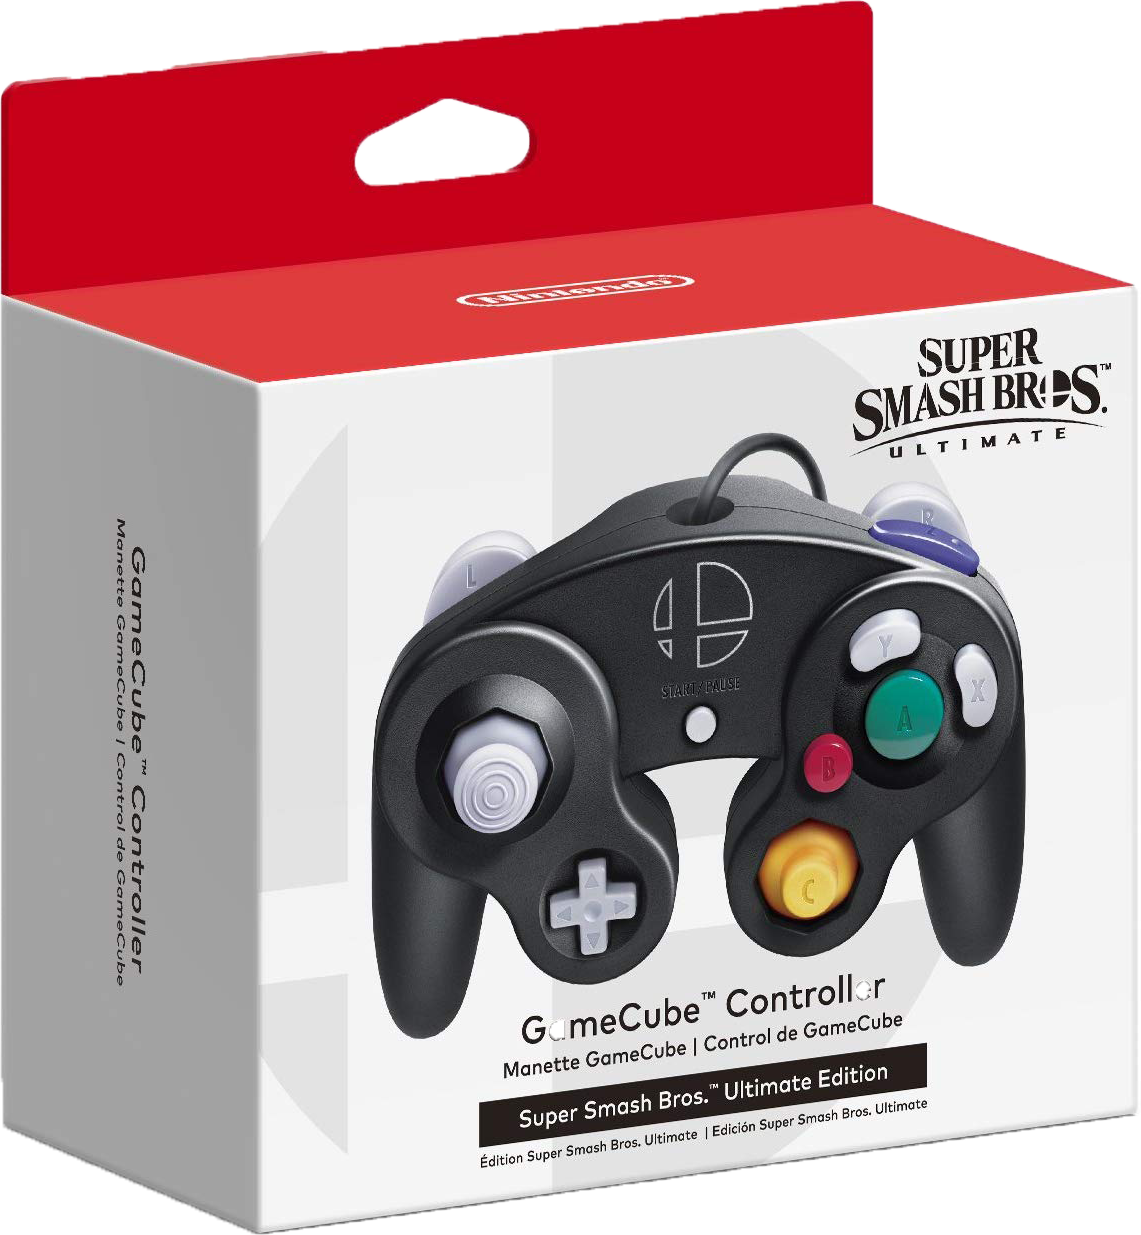 Nintendo
SUPER
SMASH BROS.™
ULTIMATE
L
R
Z
START/PAUSE
Y
X
A
B
C
GameCube™ Controller
Manette GameCube | Control de GameCube
Super Smash Bros.™ Ultimate Edition
Édition Super Smash Bros. Ultimate | Edición Super Smash Bros. Ultimate
GameCube™ Controller
Manette GameCube | Control de GameCube